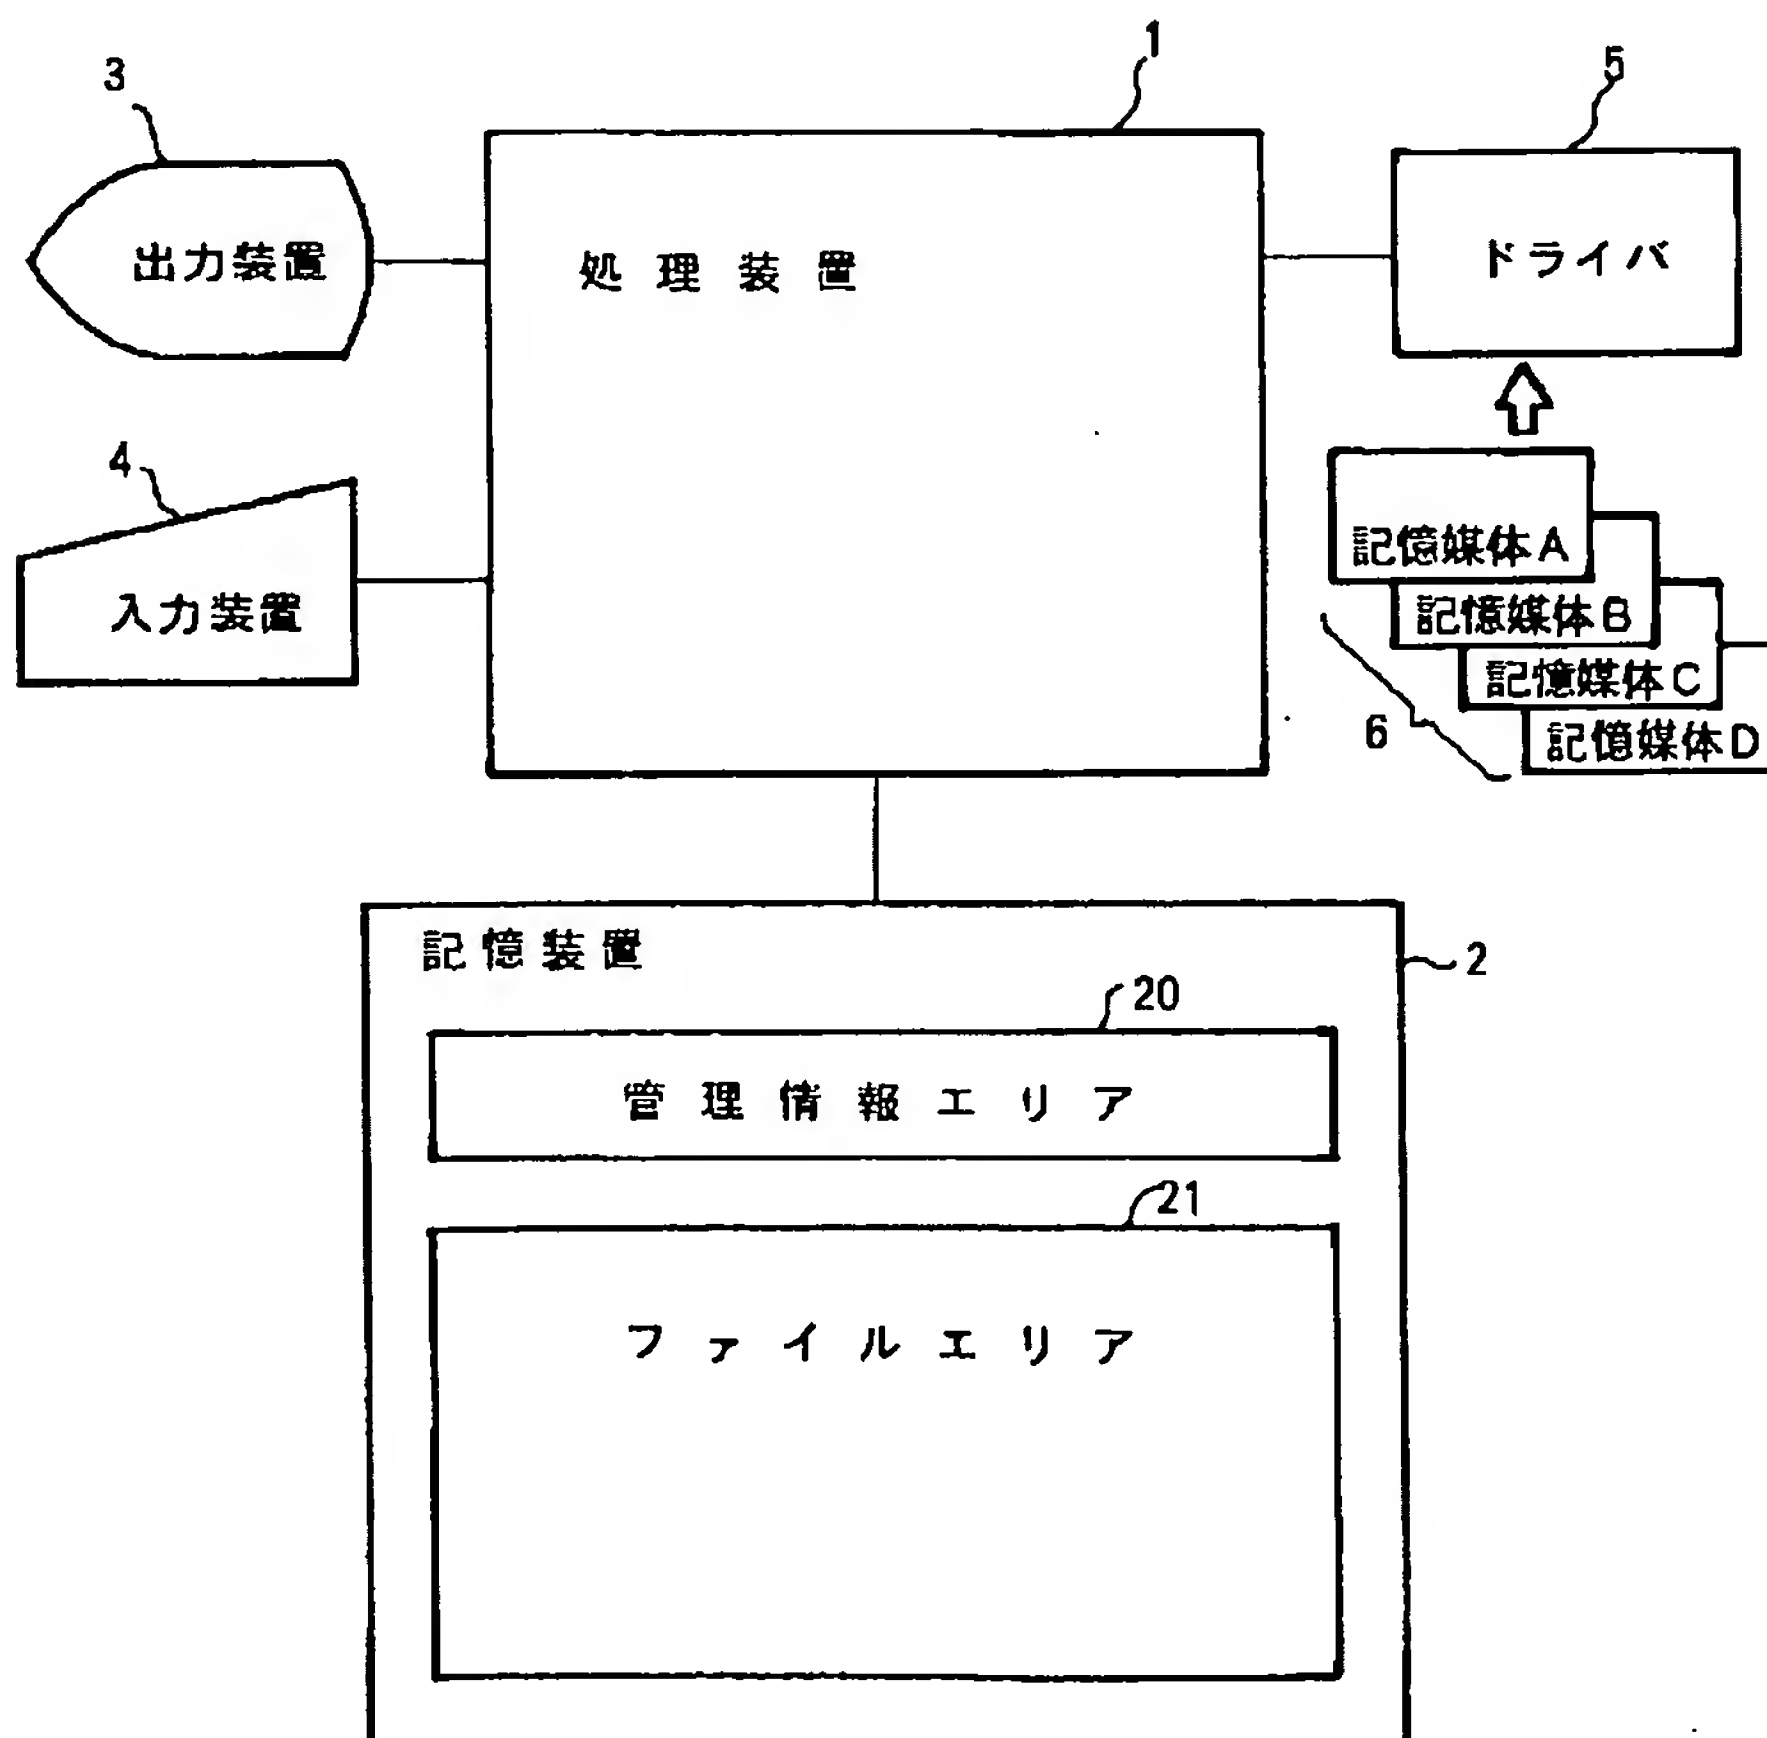 1
3
5
出力装置
処理装置
ドライバ
4
記憶媒体A
入力装置
記憶媒体B
記憶媒体C
6
記憶媒体D
記憶装置
2
20
管理情報エリア
21
ファイルエリア